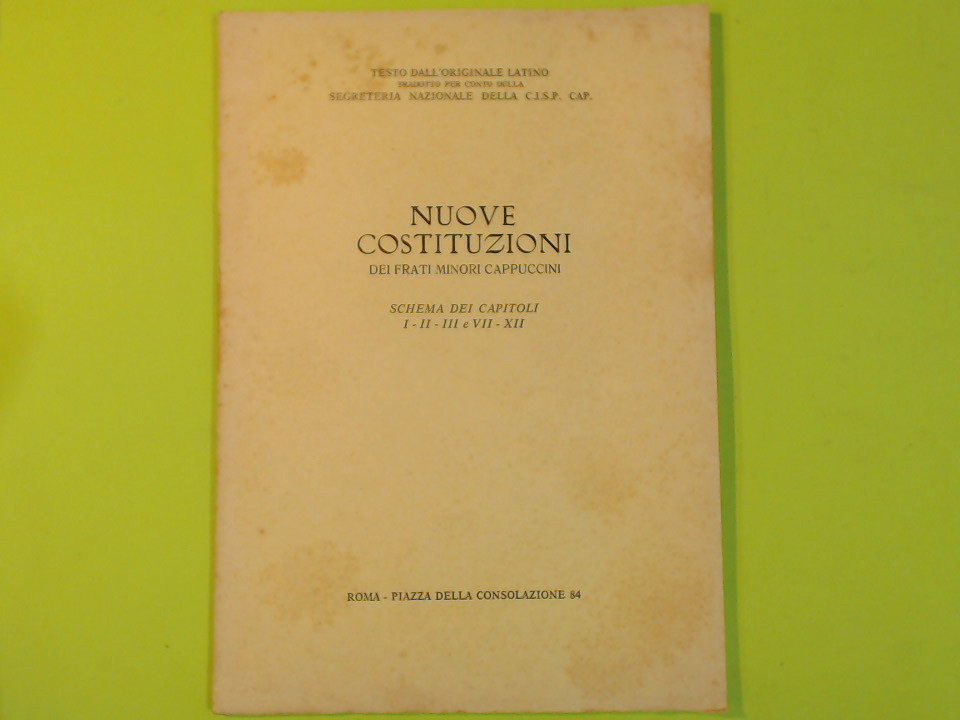 TESTO DALL'ORIGINALE LATINO
TRADOTTO PER CONTO DELLA
SEGRETERIA NAZIONALE DELLA C.I.S.P. CAP.
NUOVE
COSTITUZIONI
DEI FRATI MINORI CAPPUCCINI
SCHEMA DEI CAPITOLI
I - II - III e VII - XII
ROMA - PIAZZA DELLA CONSOLAZIONE 84